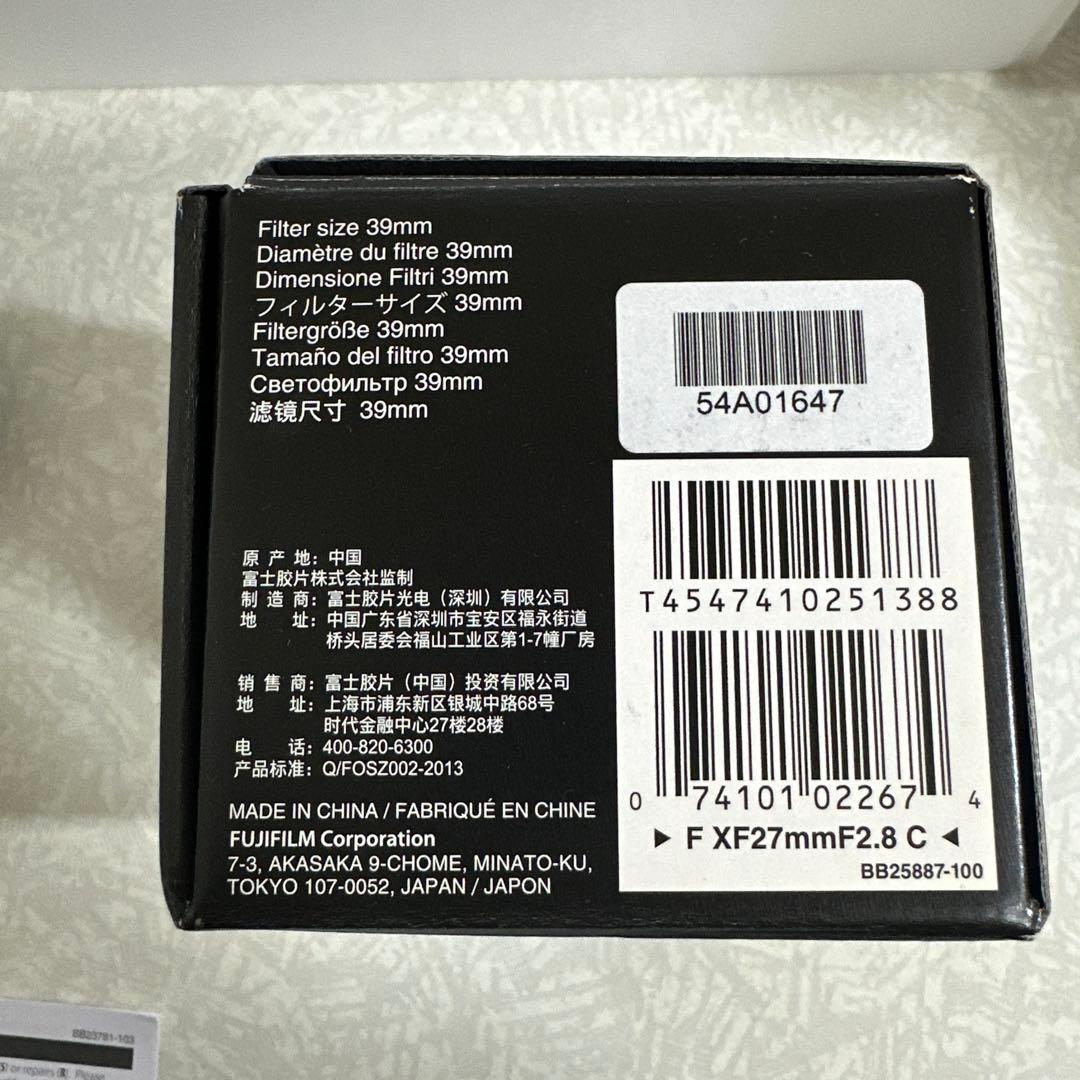 Filter size 39mm
Diamètre du filtre 39mm
Dimensione Filtri 39mm
フィルターサイズ 39mm
Filtergröße 39mm
Tamaño del filtro 39mm
Светофильтр 39mm
滤镜尺寸 39mm
54A01647
原 产 地：中国
富士胶片株式会社监制
制 造 商：富士胶片光电（深圳）有限公司
地 址：中国广东省深圳市宝安区福永街道
桥头居委会福山工业区第1-7幢厂房
销 售 商：富士胶片（中国）投资有限公司
地 址：上海市浦东新区银城中路68号
时代金融中心27楼28楼
电 话：400-820-6300
产品标准：Q/FOSZ002-2013
MADE IN CHINA / FABRIQUÉ EN CHINE
FUJIFILM Corporation
7-3, AKASAKA 9-CHOME, MINATO-KU,
TOKYO 107-0052, JAPAN / JAPON
T4547410251388
0 74101 02267 4
▶ F XF27mmF2.8 C ◀
BB25887-100
BB23781-103
or repairs (R). Please